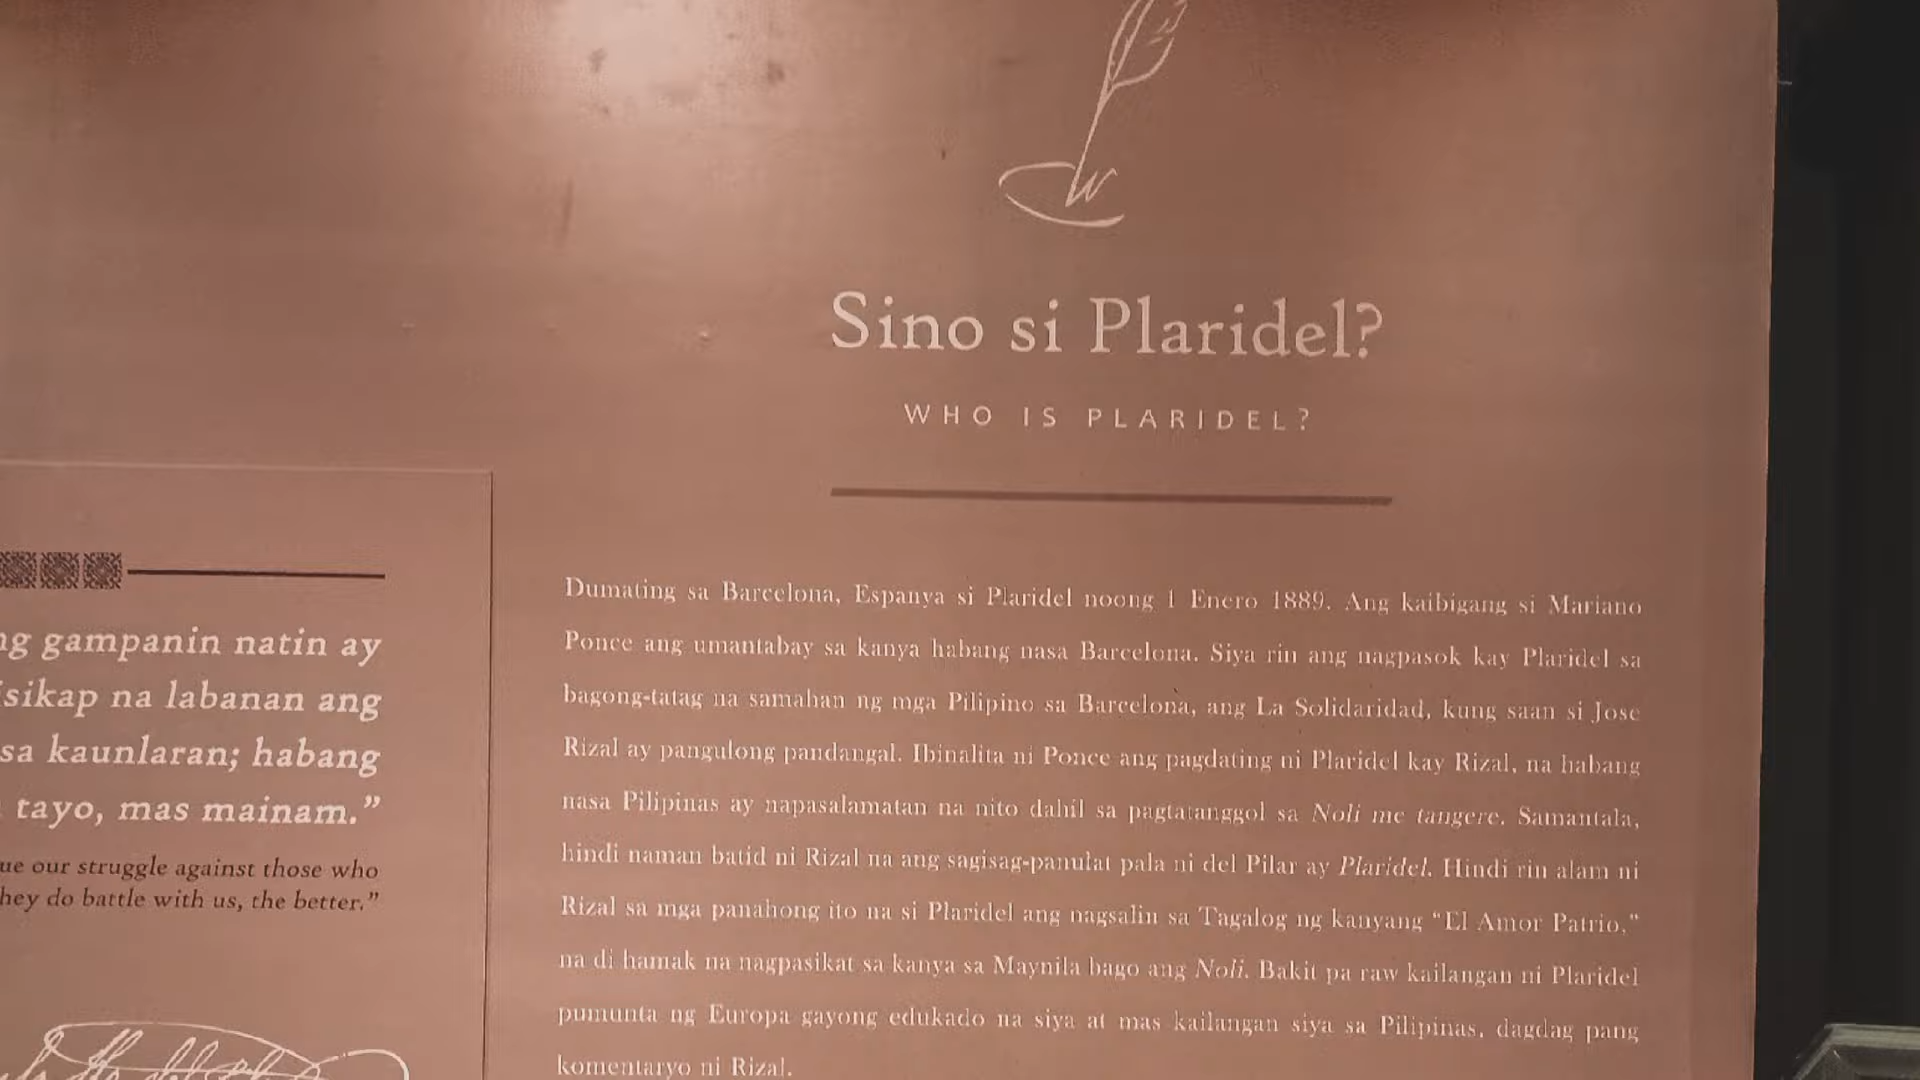 Sino si Plaridel?
WHO IS PLARIDEL?
gampanin natin ay
na labanan ang
sa kaunlaran; habang
tayo, mas mainam.”
our struggle against those who
do battle with us, the better.”
Dumating sa Barcelona, Espanya si Plaridel noong 1 Enero 1889. Ang kaibigang si Mariano
Ponce ang umantabay sa kanya habang nasa Barcelona. Siya rin ang nagpasok kay Plaridel sa
bagong-tatag na samahan ng mga Pilipino sa Barcelona, ang La Solidaridad, kung saan si Jose
Rizal ay pangulong pandangal. Ibinalita ni Ponce ang pagdating ni Plaridel kay Rizal, na habang
nasa Pilipinas ay napasalamatan na nito dahil sa pagtatanggol sa Noli me tangere. Samantala,
hindi naman batid ni Rizal na ang sagisag-panulat pala ni del Pilar ay Plaridel. Hindi rin alam ni
Rizal sa mga panahong ito na si Plaridel ang nagsalin sa Tagalog ng kanyang “El Amor Patrio,”
na di hamak na nagpasikat sa kanya sa Maynila bago ang Noli. Bakit pa raw kailangan ni Plaridel
pumunta ng Europa gayong edukado na siya at mas kailangan siya sa Pilipinas, dagdag pang
komentaryo ni Rizal.